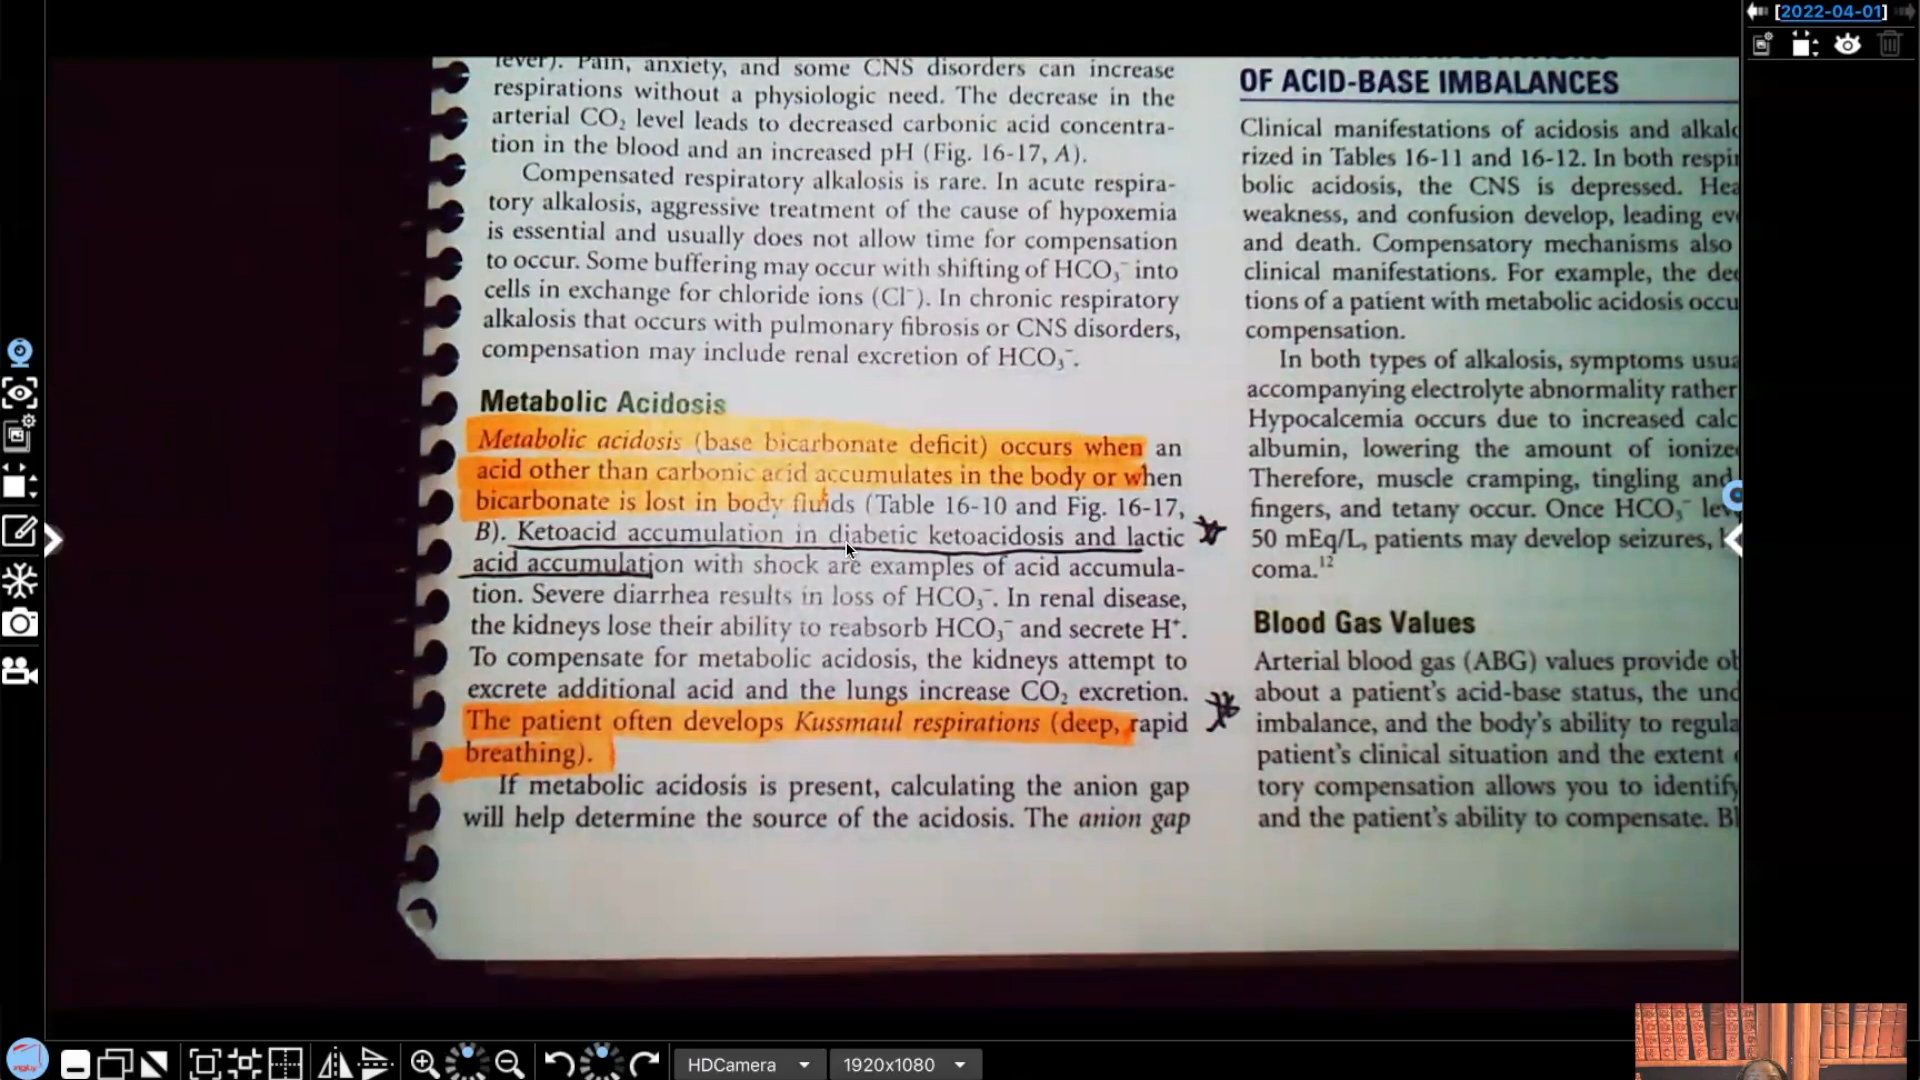 [2022-04-01]
fever). Pain, anxiety, and some CNS disorders can increase
respirations without a physiologic need. The decrease in the
arterial CO₂ level leads to decreased carbonic acid concentra-
tion in the blood and an increased pH (Fig. 16-17, A).
Compensated respiratory alkalosis is rare. In acute respira-
tory alkalosis, aggressive treatment of the cause of hypoxemia
is essential and usually does not allow time for compensation
to occur. Some buffering may occur with shifting of HCO₃⁻ into
cells in exchange for chloride ions (Cl⁻). In chronic respiratory
alkalosis that occurs with pulmonary fibrosis or CNS disorders,
compensation may include renal excretion of HCO₃⁻.
Metabolic Acidosis
Metabolic acidosis (base bicarbonate deficit) occurs when an
acid other than carbonic acid accumulates in the body or when
bicarbonate is lost in body fluids (Table 16-10 and Fig. 16-17,
B). Ketoacid accumulation in diabetic ketoacidosis and lactic
acid accumulation with shock are examples of acid accumula-
tion. Severe diarrhea results in loss of HCO₃⁻. In renal disease,
the kidneys lose their ability to reabsorb HCO₃⁻ and secrete H⁺.
To compensate for metabolic acidosis, the kidneys attempt to
excrete additional acid and the lungs increase CO₂ excretion.
The patient often develops Kussmaul respirations (deep, rapid
breathing).
If metabolic acidosis is present, calculating the anion gap
will help determine the source of the acidosis. The anion gap
OF ACID-BASE IMBALANCES
Clinical manifestations of acidosis and alkalo
rized in Tables 16-11 and 16-12. In both respi
bolic acidosis, the CNS is depressed. Hea
weakness, and confusion develop, leading eve
and death. Compensatory mechanisms also
clinical manifestations. For example, the dee
tions of a patient with metabolic acidosis occu
compensation.
In both types of alkalosis, symptoms usua
accompanying electrolyte abnormality rather
Hypocalcemia occurs due to increased calc
albumin, lowering the amount of ionize
Therefore, muscle cramping, tingling and
fingers, and tetany occur. Once HCO₃⁻ lev
50 mEq/L, patients may develop seizures,
coma.¹²
Blood Gas Values
Arterial blood gas (ABG) values provide ob
about a patient's acid-base status, the und
imbalance, and the body's ability to regula
patient's clinical situation and the extent
tory compensation allows you to identify
and the patient's ability to compensate. Bl
HDCamera
1920x1080